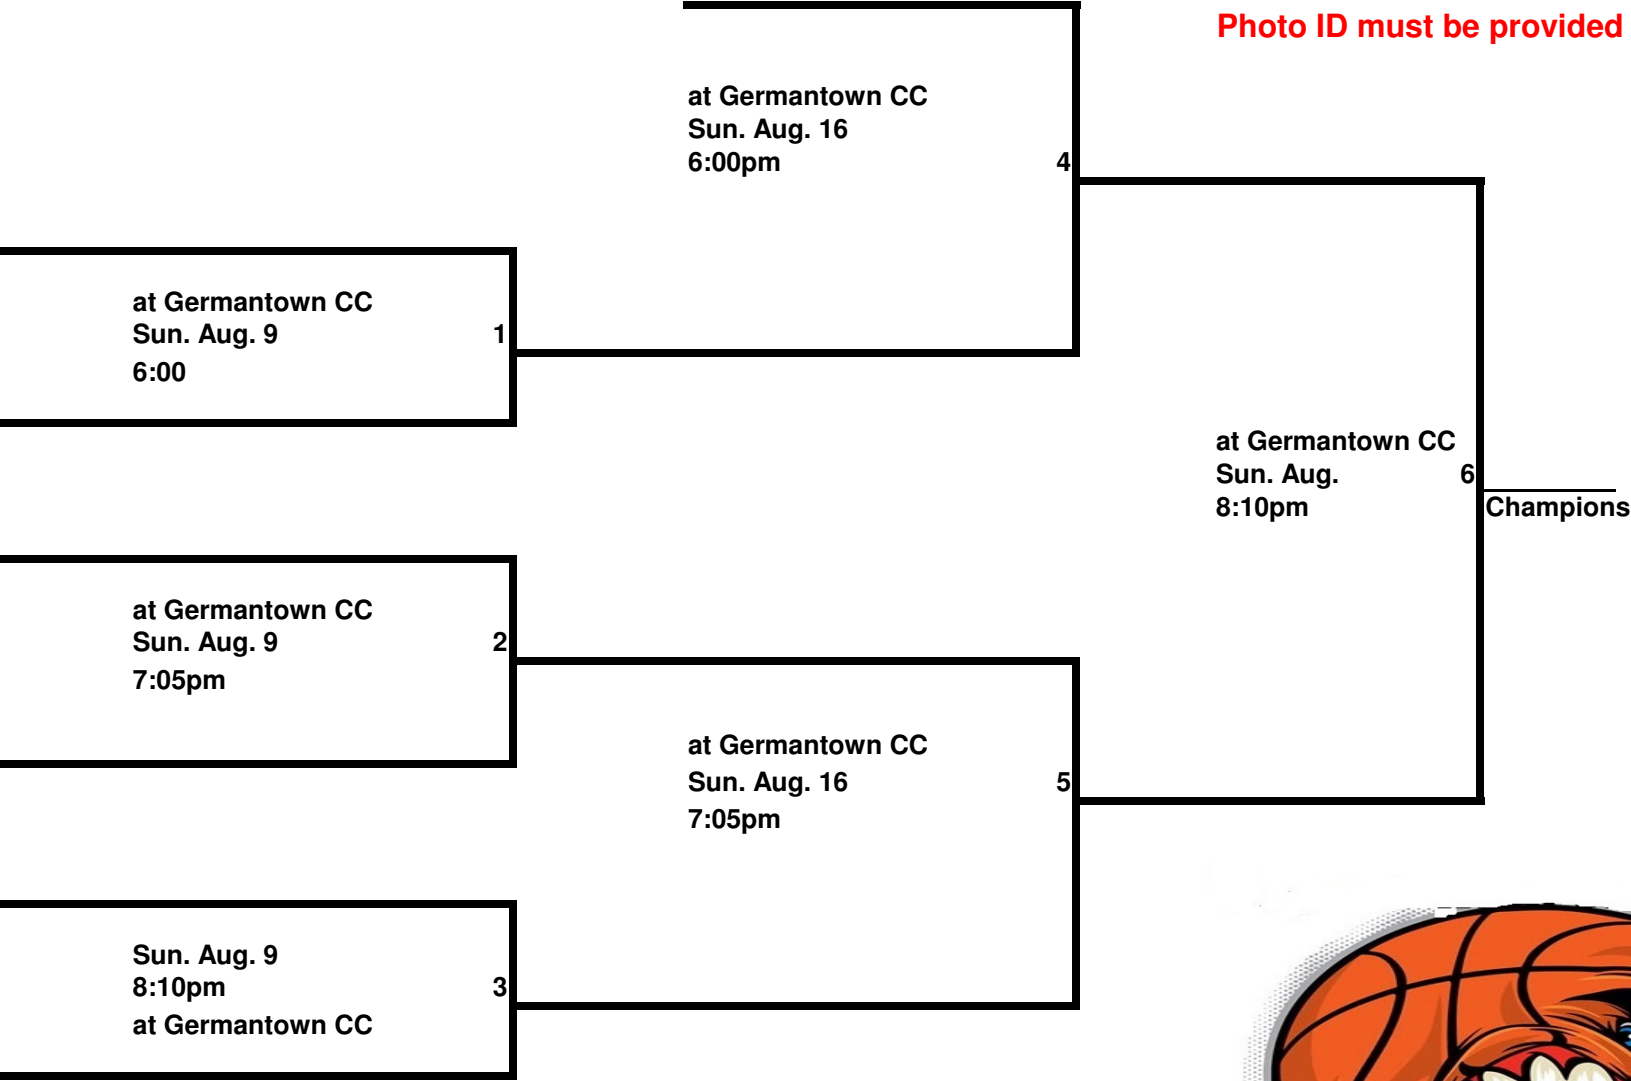 Photo ID must be provided
at Germantown CC
Sun. Aug. 16
6:00pm
4
at Germantown CC
Sun. Aug. 9
1
6:00
at Germantown CC
Sun. Aug.
6
8:10pm
Champions
at Germantown CC
Sun. Aug. 9
2
7:05pm
at Germantown CC
Sun. Aug. 16
5
7:05pm
Sun. Aug. 9
8:10pm
3
at Germantown CC